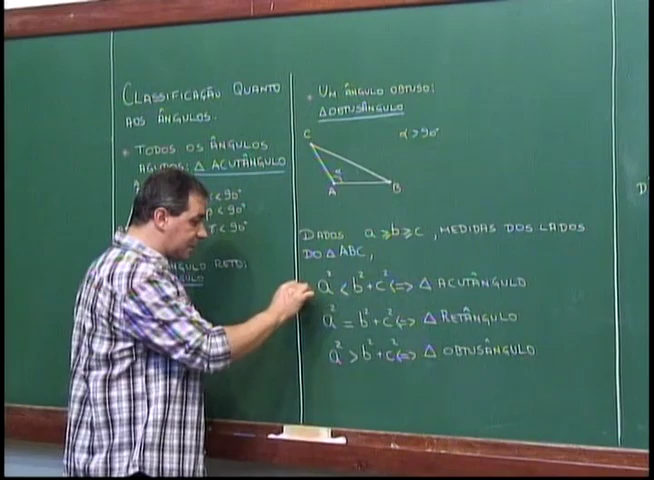 CLASSIFICAÇÃO QUANTO
AOS ÂNGULOS.
* TODOS OS ÂNGULOS
AGUDOS: △ ACUTÂNGULO
< 90°
< 90°
γ < 90°
ÂNGULO RETO:
* UM ÂNGULO OBTUSO:
△OBTUSÂNGULO
α > 90°
C
α
A
B
DADOS a ≥ b ≥ c , MEDIDAS DOS LADOS
DO △ ABC,
a² < b² + c² <=> △ ACUTÂNGULO
a² = b² + c² <=> △ RETÂNGULO
a² > b² + c² <=> △ OBTUSÂNGULO
D